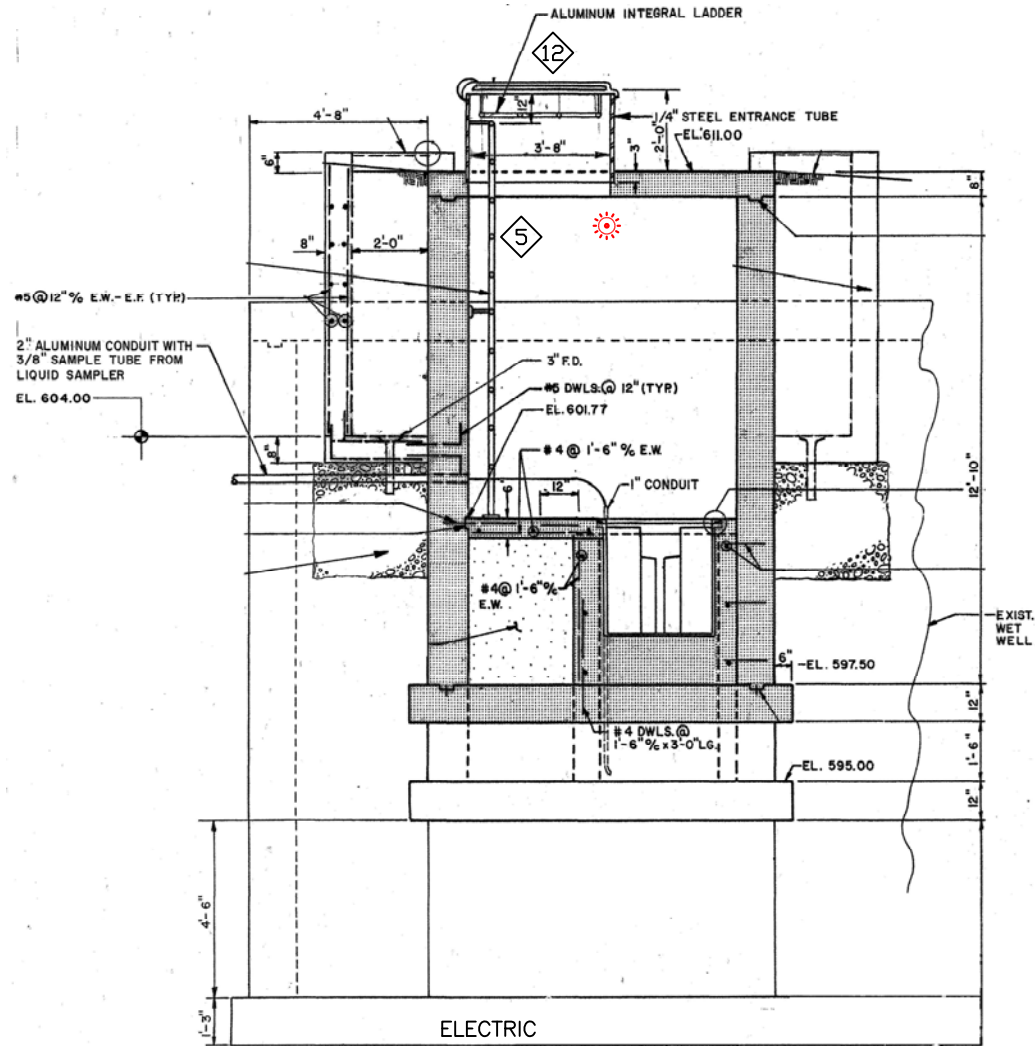 ALUMINUM INTEGRAL LADDER
12
12"
1/4" STEEL ENTRANCE TUBE
EL. 611.00
4'-8"
3'-8"
3"
2'-0"
6"
8"
5
8"
2'-0"
#5 @ 12" % E.W.- E.F. (TYP.)
2" ALUMINUM CONDUIT WITH
3/8" SAMPLE TUBE FROM
LIQUID SAMPLER
EL. 604.00
3" F.D.
#5 DWLS. @ 12" (TYP.)
EL. 601.77
#4 @ 1'-6" % E.W.
8"
6"
12"
1" CONDUIT
12'-10"
#4 @ 1'-6" %
E.W.
EXIST.
WET
WELL
6"
EL. 597.50
12"
#4 DWLS. @
1'-6" % x 3'-0" LG.
1'-6"
EL. 595.00
12"
4'-6"
1'-3"
ELECTRIC